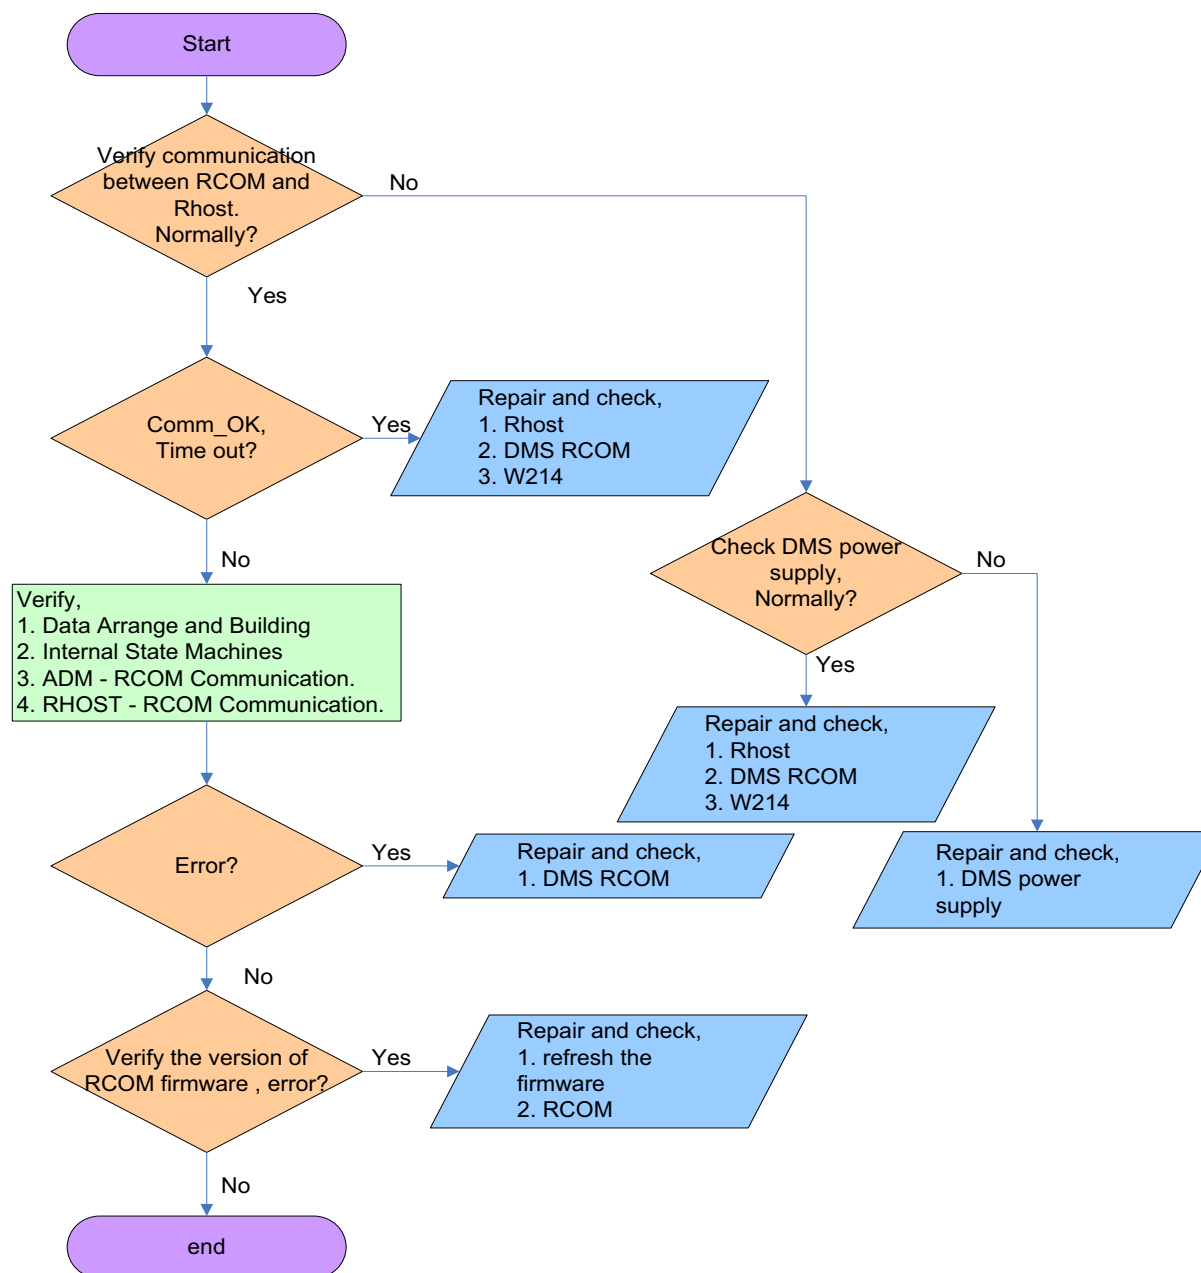 Start
Verify communication
between RCOM and
Rhost.
Normally?
No
Yes
Comm_OK,
Time out?
Yes
Repair and check,
1. Rhost
2. DMS RCOM
3. W214
No
Check DMS power
supply,
Normally?
No
Yes
Verify,
1. Data Arrange and Building
2. Internal State Machines
3. ADM - RCOM Communication.
4. RHOST - RCOM Communication.
Repair and check,
1. Rhost
2. DMS RCOM
3. W214
Error?
Yes
Repair and check,
1. DMS RCOM
Repair and check,
1. DMS power
supply
No
Verify the version of
RCOM firmware , error?
Yes
Repair and check,
1. refresh the
firmware
2. RCOM
No
end